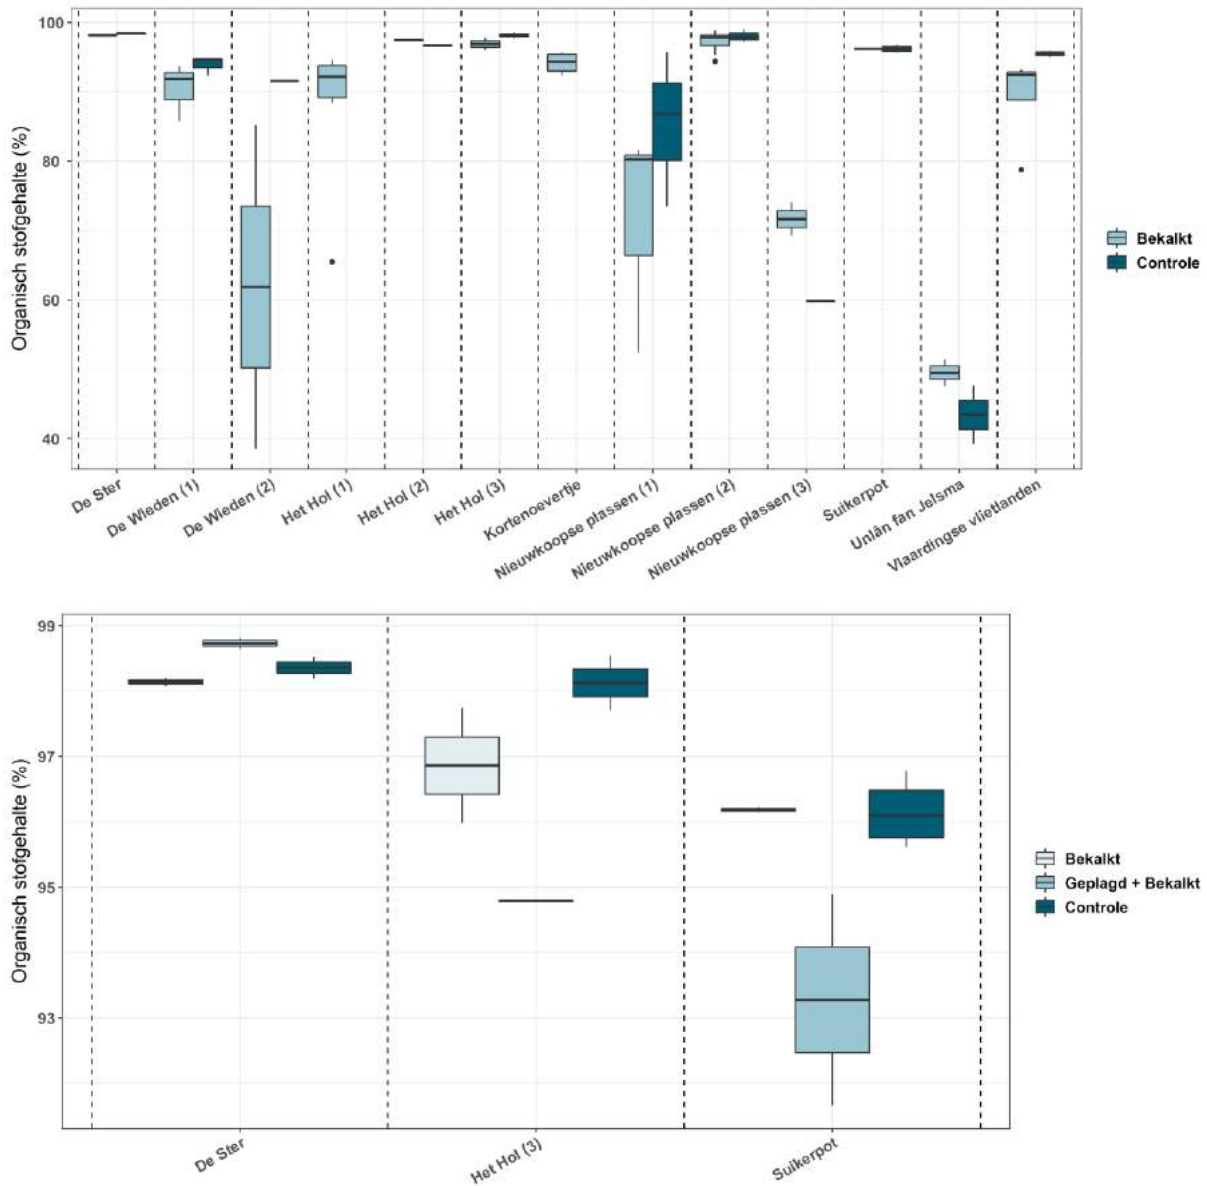 Organisch stofgehalte (%)
100
80
60
40
De Ster
De Wieden (1)
De Wieden (2)
Het Hol (1)
Het Hol (2)
Het Hol (3)
Kortenoevertje
Nieuwkoopse plassen (1)
Nieuwkoopse plassen (2)
Nieuwkoopse plassen (3)
Suikerpot
Unlân fan Jelsma
Vlaardingse vlietlanden
Bekalkt
Controle
Organisch stofgehalte (%)
99
97
95
93
De Ster
Het Hol (3)
Suikerpot
Bekalkt
Geplagd + Bekalkt
Controle